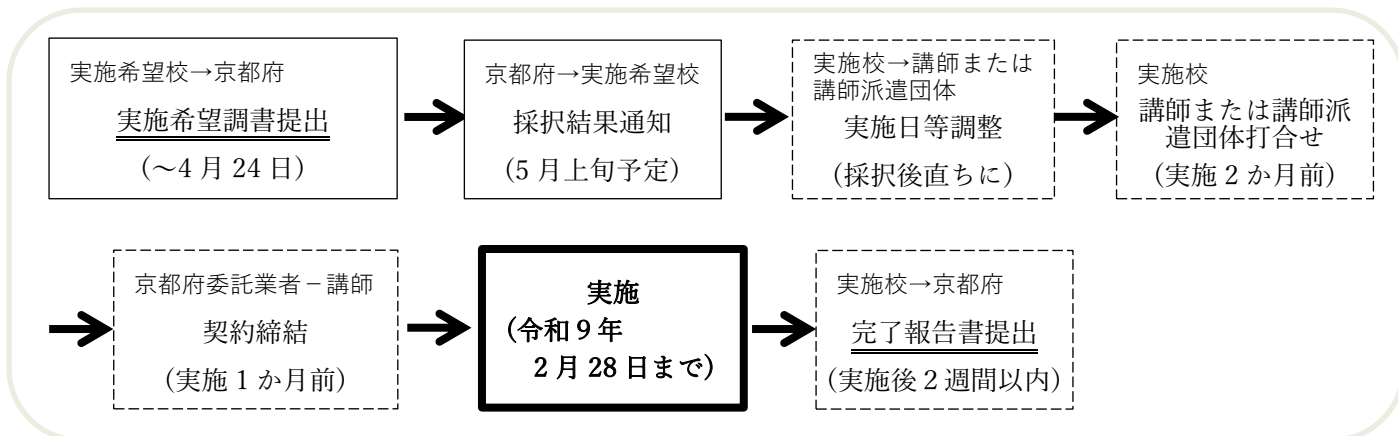 実施希望校→京都府
実施希望調書提出
(～4月24日)
京都府→実施希望校
採択結果通知
(5月上旬予定)
実施校→講師または
講師派遣団体
実施日等調整
(採択後直ちに)
実施校
講師または講師派
遣団体打合せ
(実施2か月前)
京都府委託業者－講師
契約締結
(実施1か月前)
実施
(令和9年
2月28日まで)
実施校→京都府
完了報告書提出
(実施後2週間以内)